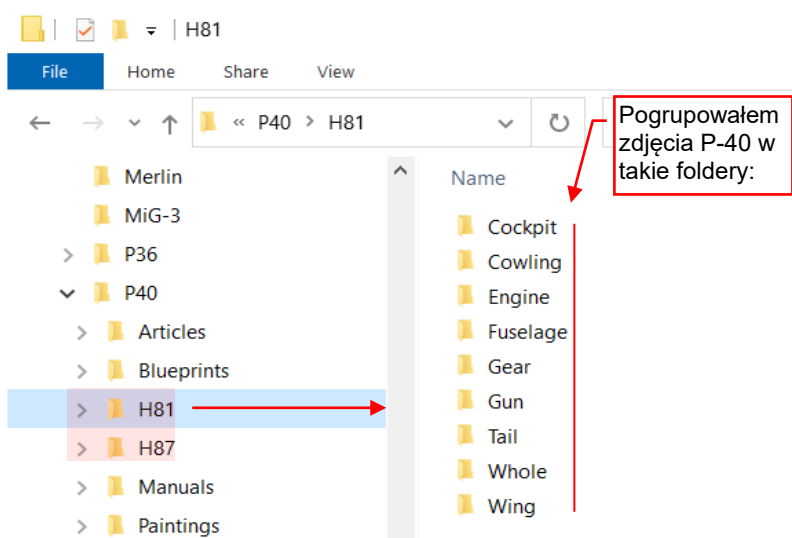 H81
File Home Share View
« P40 > H81
Pogrupowałem
zdjęcia P-40 w
takie foldery:
Merlin
MiG-3
P36
P40
Articles
Blueprints
H81
H87
Manuals
Paintings
Name
Cockpit
Cowling
Engine
Fuselage
Gear
Gun
Tail
Whole
Wing